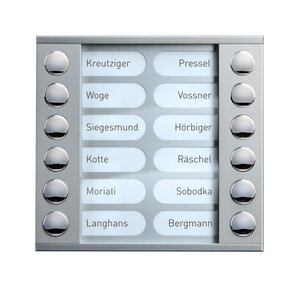 Kreutziger Pressel
Woge Vossner
Siegesmund Hörbiger
Kotte Räschel
Moriati Sobodka
Langhans Bergmann